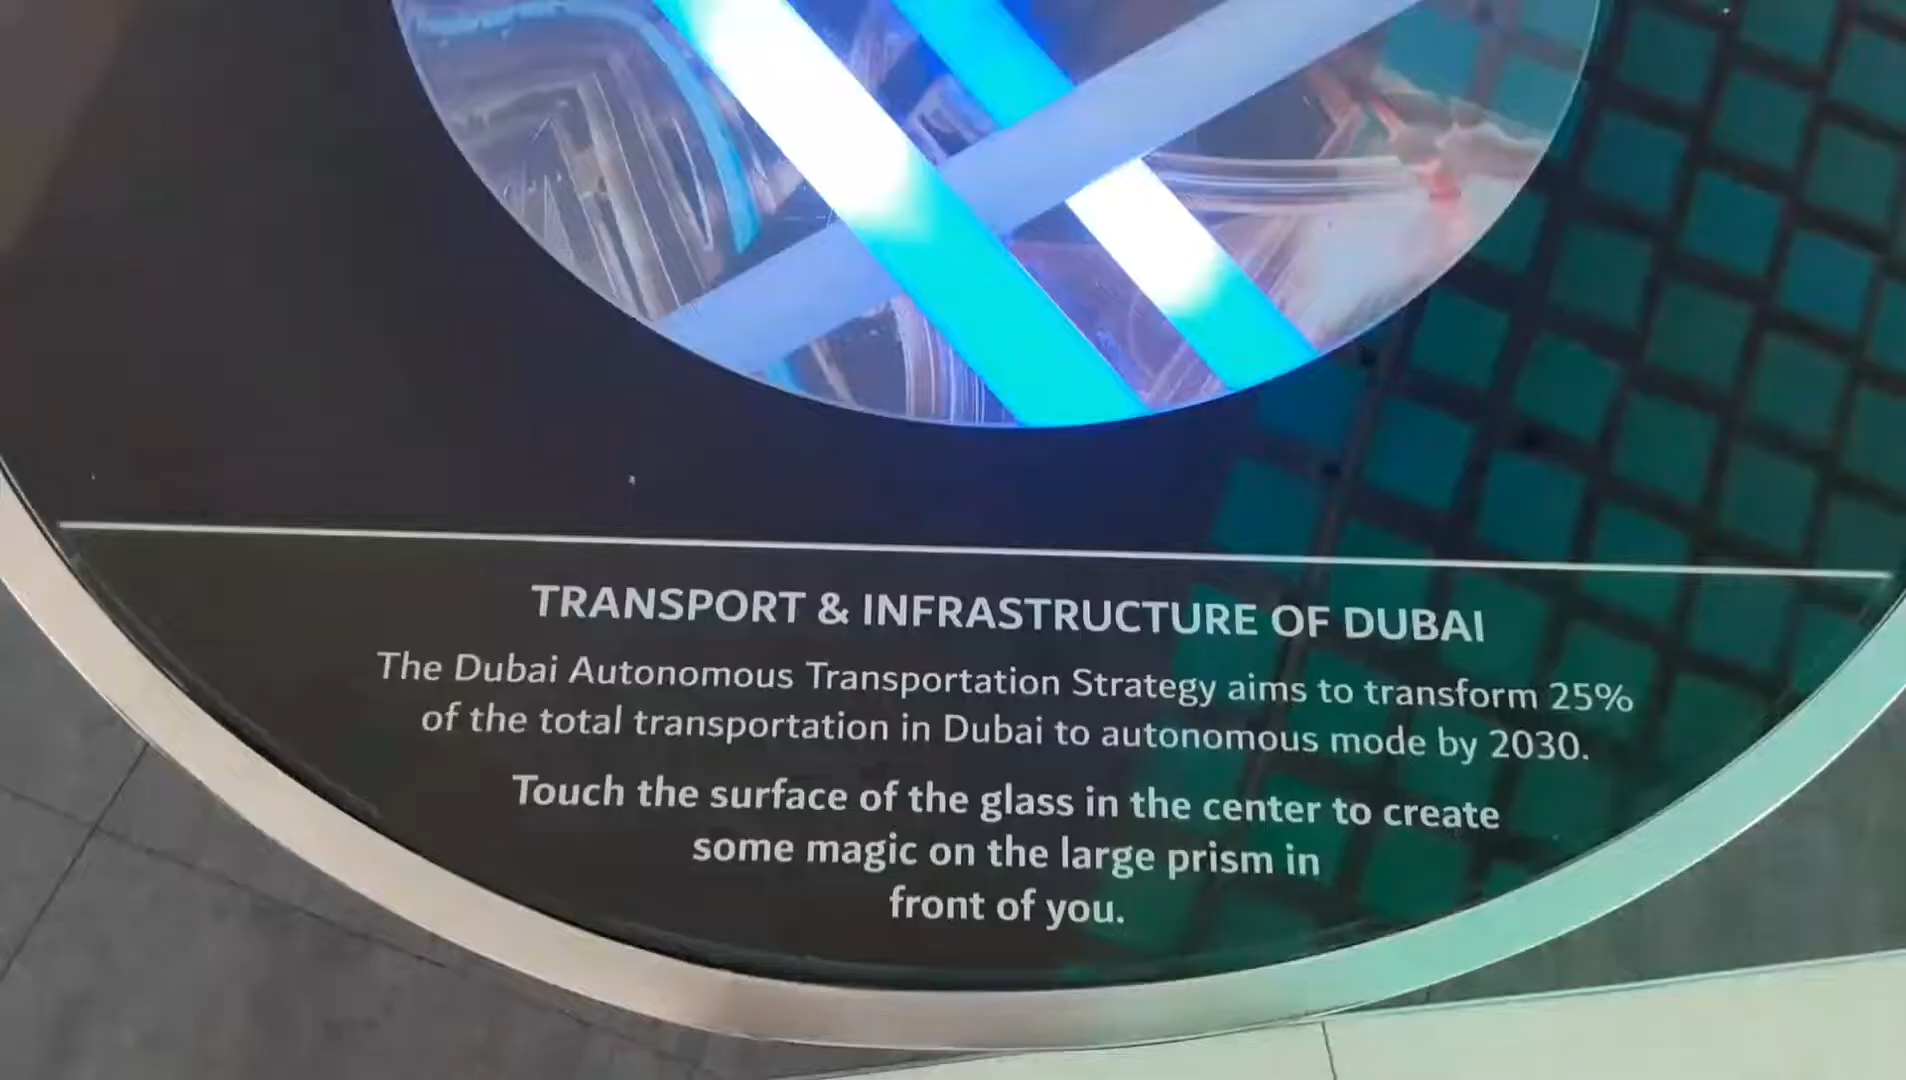 TRANSPORT & INFRASTRUCTURE OF DUBAI
The Dubai Autonomous Transportation Strategy aims to transform 25%
of the total transportation in Dubai to autonomous mode by 2030.
Touch the surface of the glass in the center to create
some magic on the large prism in
front of you.